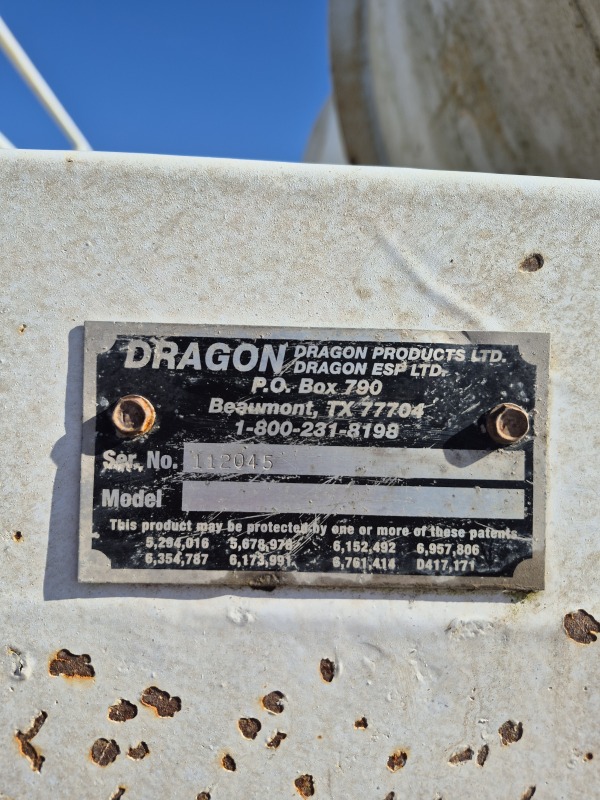 DRAGON DRAGON PRODUCTS LTD.
DRAGON ESP LTD.
P.O. Box 790
Beaumont, TX 77704
1-800-231-8198
Ser. No. 112045
Model
This product may be protected by one or more of these patents
5,294,016 5,678,978 6,152,492 6,957,806
6,354,787 6,173,991 6,761,414 D417,171